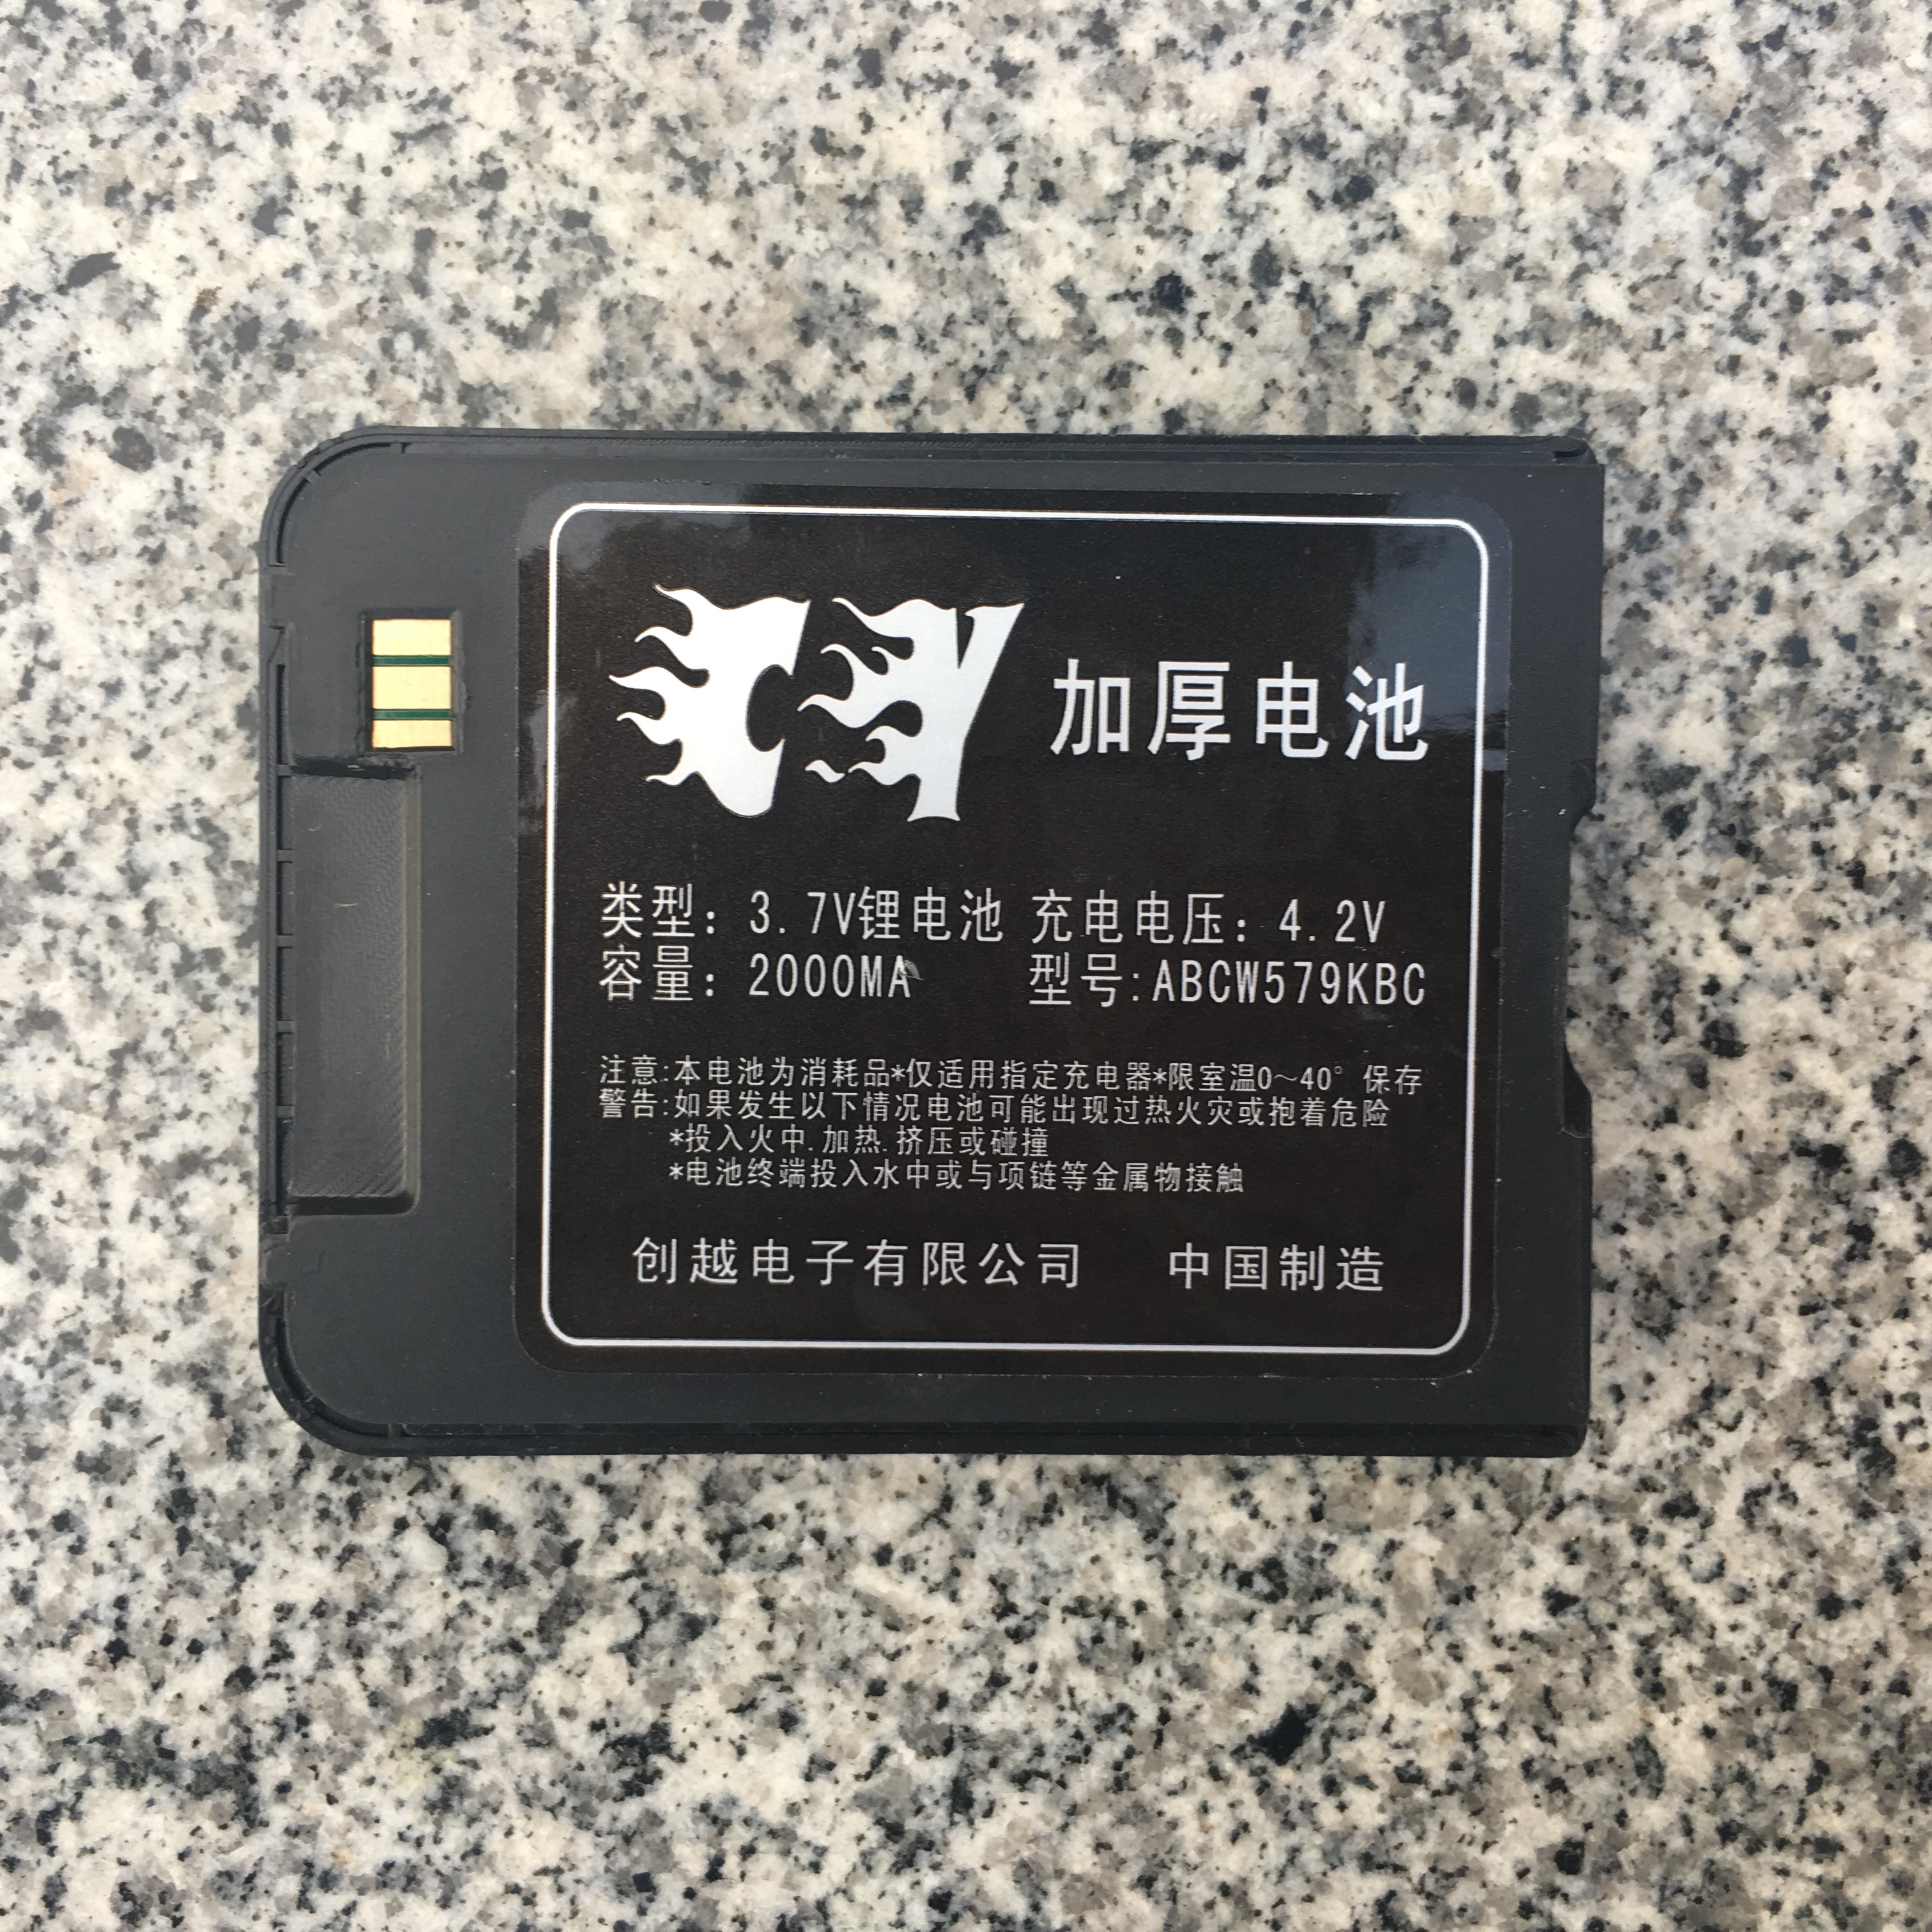 CY 加厚电池
类型：3.7V锂电池 充电电压：4.2V
容量：2000MA 型号:ABCW579KBC
注意:本电池为消耗品*仅适用指定充电器*限室温0～40°保存
警告:如果发生以下情况电池可能出现过热火灾或抱着危险
*投入火中.加热.挤压或碰撞
*电池终端投入水中或与项链等金属物接触
创越电子有限公司 中国制造